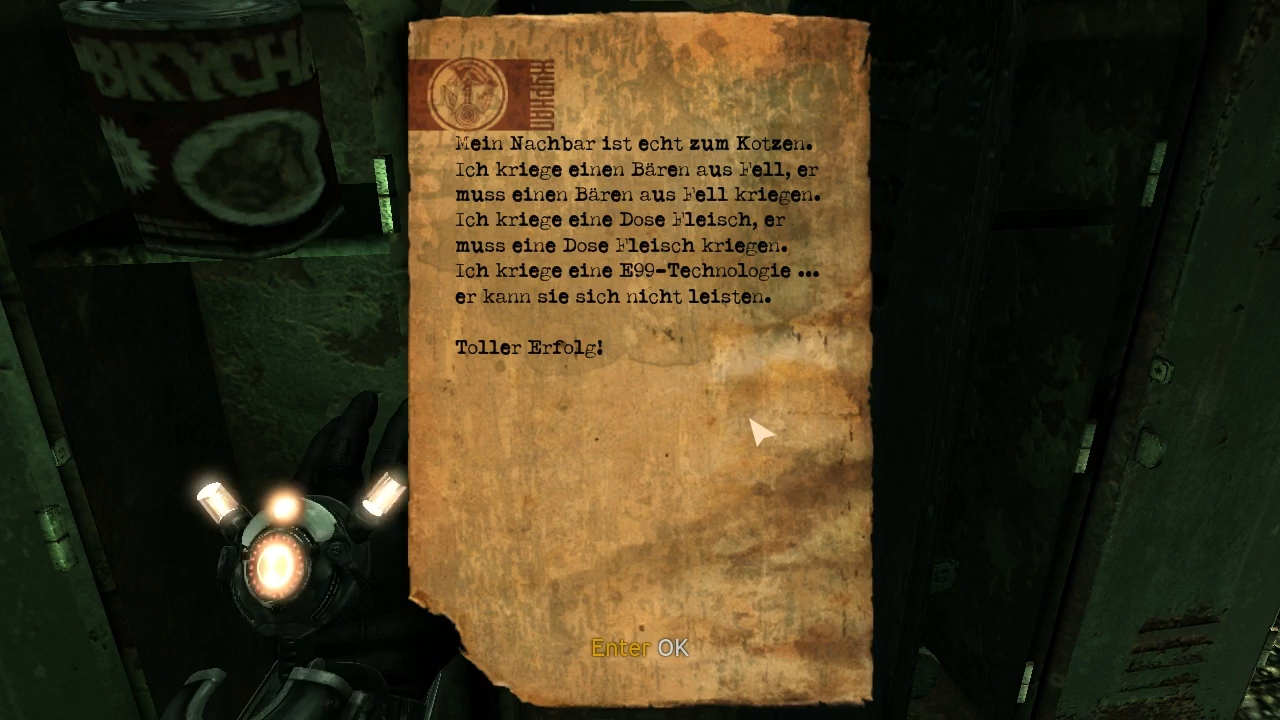 ВКУСНА
Mein Nachbar ist echt zum Kotzen.
Ich kriege einen Bären aus Fell, er
muss einen Bären aus Fell kriegen.
Ich kriege eine Dose Fleisch, er
muss eine Dose Fleisch kriegen.
Ich kriege eine E99-Technologie ...
er kann sie sich nicht leisten.
Toller Erfolg!
Enter OK